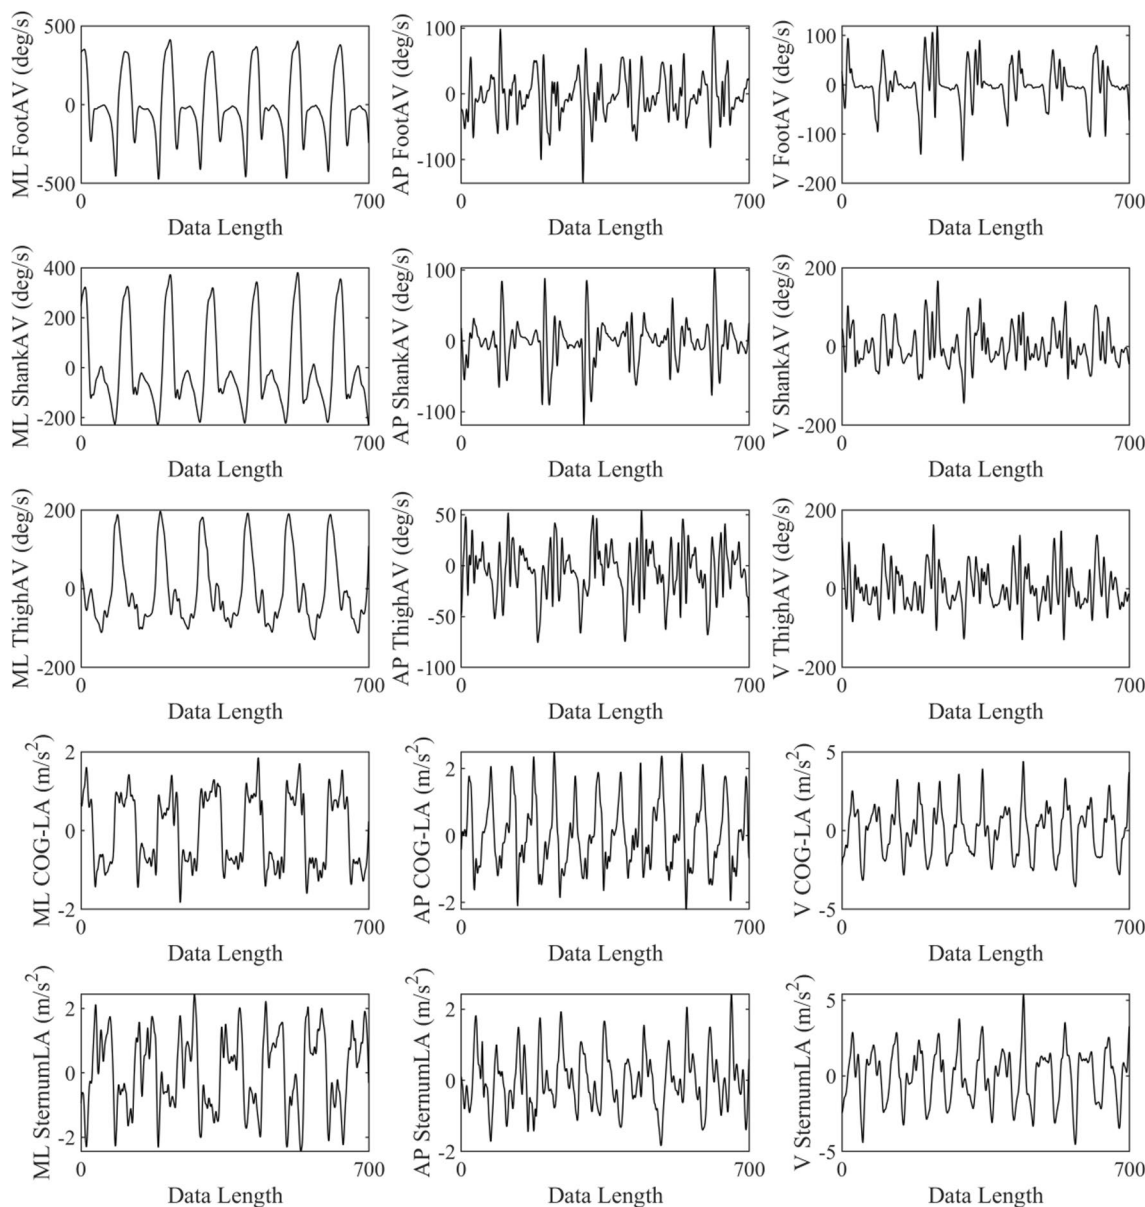 500
0
-500
ML FootAV (deg/s)
0
700
Data Length
100
0
-100
AP FootAV (deg/s)
0
700
Data Length
100
0
-100
-200
V FootAV (deg/s)
0
700
Data Length
400
200
0
-200
ML ShankAV (deg/s)
0
700
Data Length
100
0
-100
AP ShankAV (deg/s)
0
700
Data Length
200
0
-200
V ShankAV (deg/s)
0
700
Data Length
200
0
-200
ML ThighAV (deg/s)
0
700
Data Length
50
0
-50
-100
AP ThighAV (deg/s)
0
700
Data Length
200
0
-200
V ThighAV (deg/s)
0
700
Data Length
2
0
-2
ML COG-LA (m/s²)
0
700
Data Length
2
0
-2
AP COG-LA (m/s²)
0
700
Data Length
5
0
-5
V COG-LA (m/s²)
0
700
Data Length
2
0
-2
ML SternumLA (m/s²)
0
700
Data Length
2
0
-2
AP SternumLA (m/s²)
0
700
Data Length
5
0
-5
V SternumLA (m/s²)
0
700
Data Length